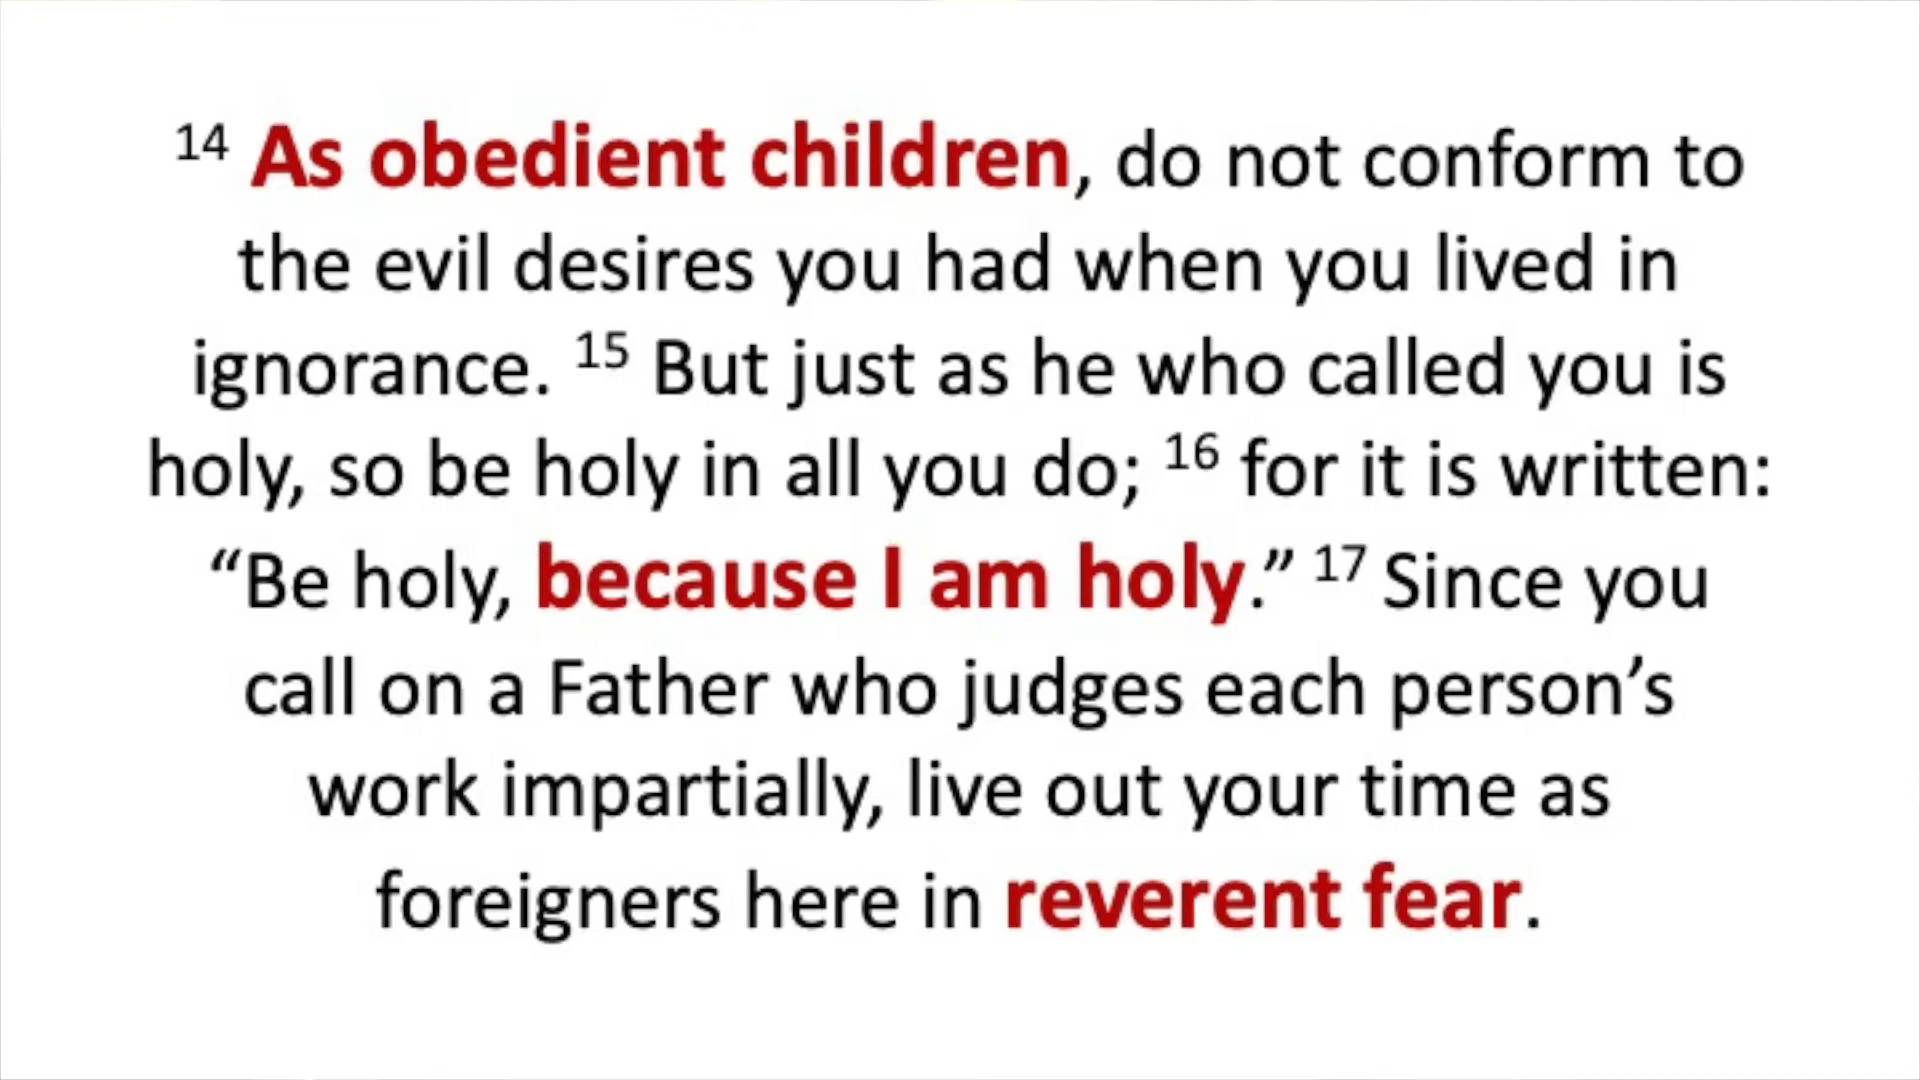 14 As obedient children, do not conform to
the evil desires you had when you lived in
ignorance. 15 But just as he who called you is
holy, so be holy in all you do; 16 for it is written:
“Be holy, because I am holy.” 17 Since you
call on a Father who judges each person’s
work impartially, live out your time as
foreigners here in reverent fear.